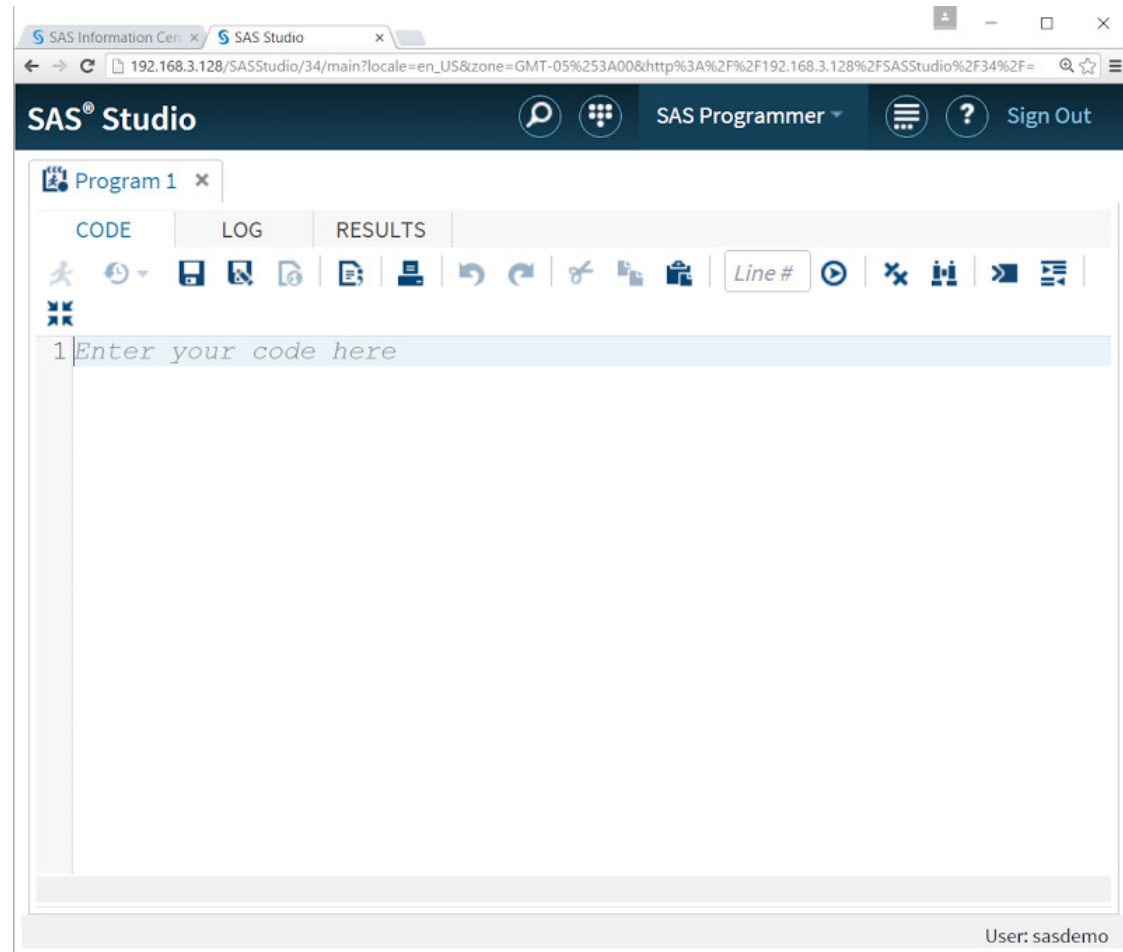 SAS Information Cen SAS Studio
192.168.3.128/SASStudio/34/main?locale=en_US&zone=GMT-05%253A00&http%3A%2F%2F192.168.3.128%2FSASStudio%2F34%2F=
SAS® Studio SAS Programmer ? Sign Out
Program 1
CODE LOG RESULTS
Line #
1 Enter your code here
User: sasdemo